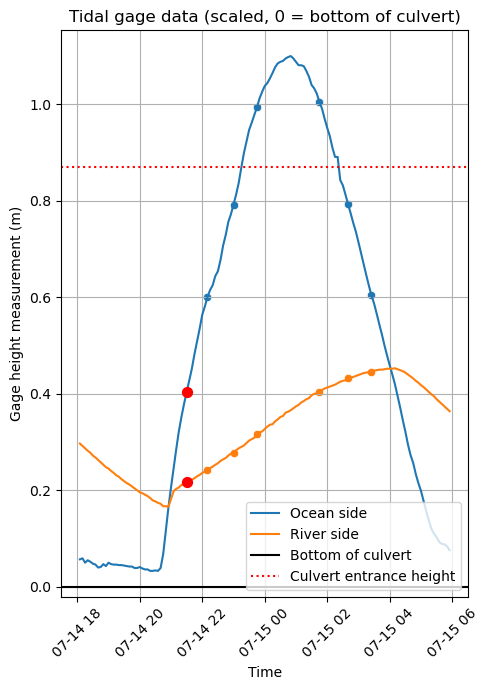 Tidal gage data (scaled, 0 = bottom of culvert)
Gage height measurement (m)
1.0
0.8
0.6
0.4
0.2
0.0
Ocean side
River side
Bottom of culvert
Culvert entrance height
07-14 18
07-14 20
07-14 22
07-15 00
07-15 02
07-15 04
07-15 06
Time